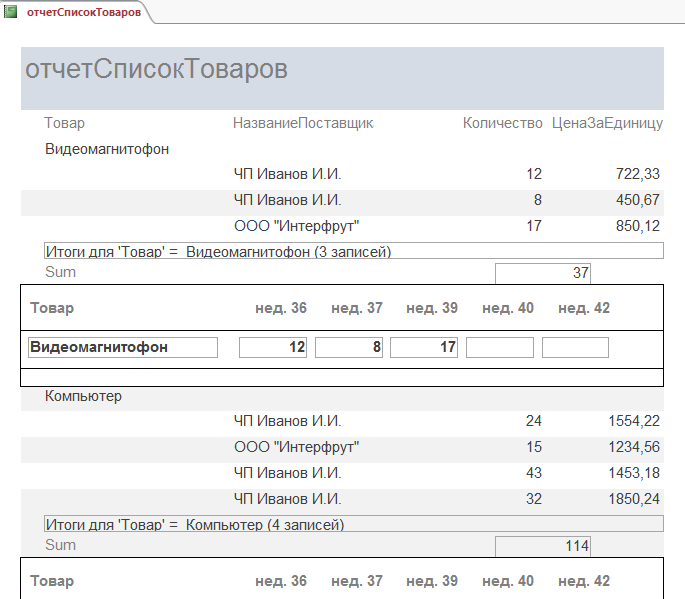 отчетСписокТоваров
отчетСписокТоваров
Товар НазваниеПоставщик Количество ЦенаЗаЕдиницу
Видеомагнитофон
ЧП Иванов И.И. 12 722,33
ЧП Иванов И.И. 8 450,67
ООО "Интерфрут" 17 850,12
Итоги для 'Товар' = Видеомагнитофон (3 записей)
Sum 37
Товар нед. 36 нед. 37 нед. 39 нед. 40 нед. 42
Видеомагнитофон 12 8 17
Компьютер
ЧП Иванов И.И. 24 1554,22
ООО "Интерфрут" 15 1234,56
ЧП Иванов И.И. 43 1453,18
ЧП Иванов И.И. 32 1850,24
Итоги для 'Товар' = Компьютер (4 записей)
Sum 114
Товар нед. 36 нед. 37 нед. 39 нед. 40 нед. 42